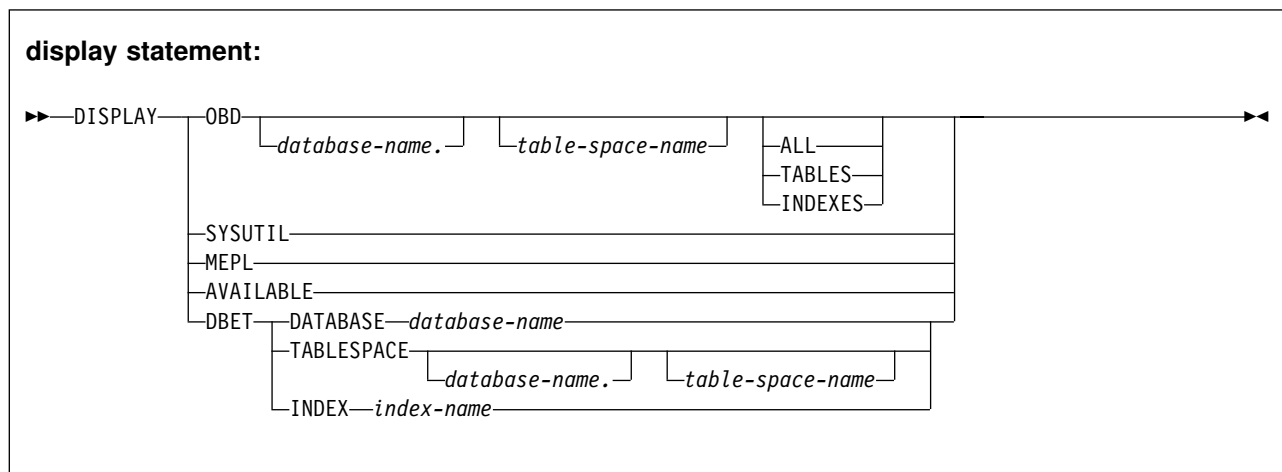 display statement:
DISPLAY OBD
database-name. table-space-name ALL
TABLES
INDEXES
SYSUTIL
MEPL
AVAILABLE
DBET DATABASE database-name
TABLESPACE
database-name. table-space-name
INDEX index-name